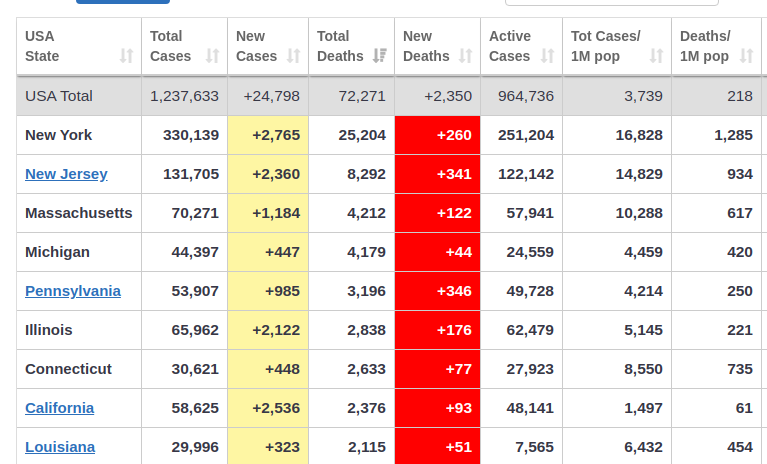 USA State Total Cases New Cases Total Deaths New Deaths Active Cases Tot Cases/ 1M pop Deaths/ 1M pop
USA Total 1,237,633 +24,798 72,271 +2,350 964,736 3,739 218
New York 330,139 +2,765 25,204 +260 251,204 16,828 1,285
New Jersey 131,705 +2,360 8,292 +341 122,142 14,829 934
Massachusetts 70,271 +1,184 4,212 +122 57,941 10,288 617
Michigan 44,397 +447 4,179 +44 24,559 4,459 420
Pennsylvania 53,907 +985 3,196 +346 49,728 4,214 250
Illinois 65,962 +2,122 2,838 +176 62,479 5,145 221
Connecticut 30,621 +448 2,633 +77 27,923 8,550 735
California 58,625 +2,536 2,376 +93 48,141 1,497 61
Louisiana 29,996 +323 2,115 +51 7,565 6,432 454